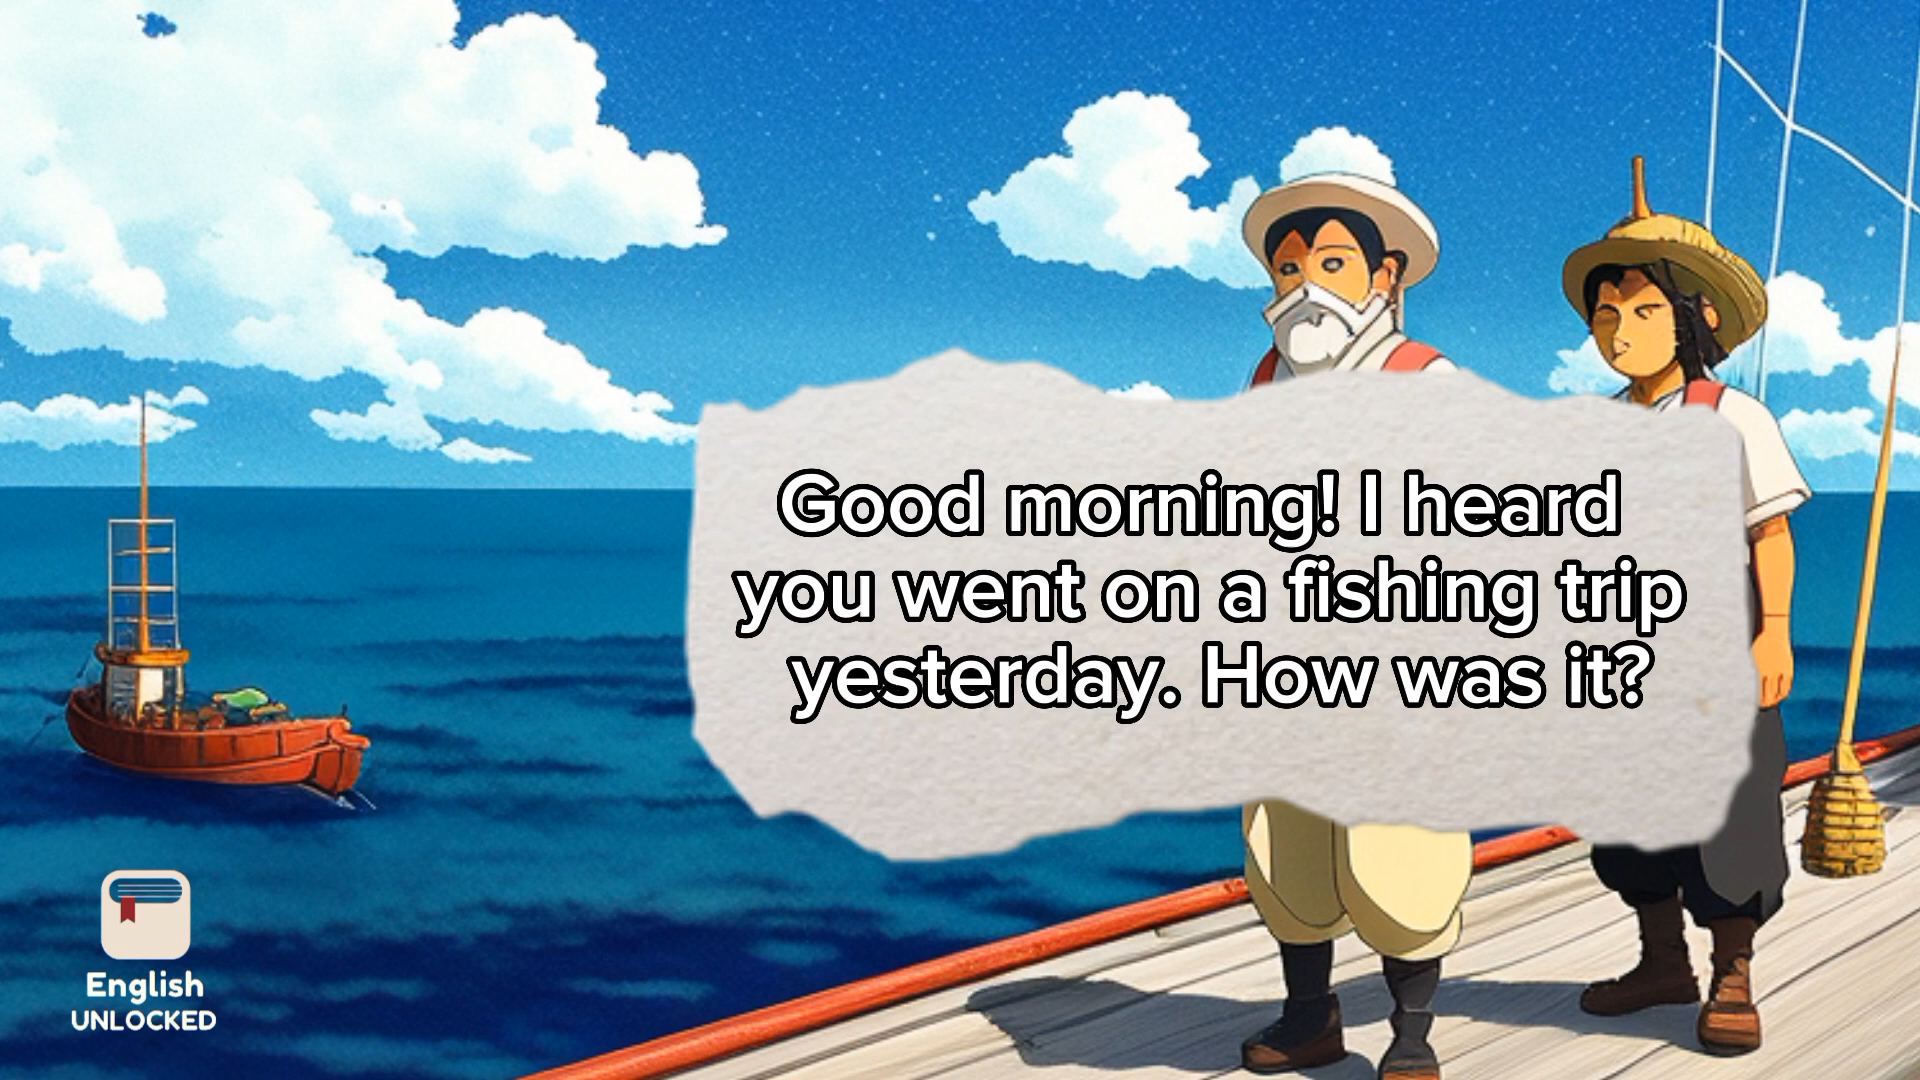 Good morning! I heard
you went on a fishing trip
yesterday. How was it?
English
UNLOCKED